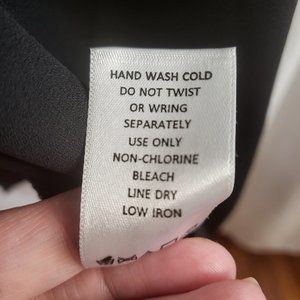 HAND WASH COLD
DO NOT TWIST
OR WRING
SEPARATELY
USE ONLY
NON-CHLORINE
BLEACH
LINE DRY
LOW IRON